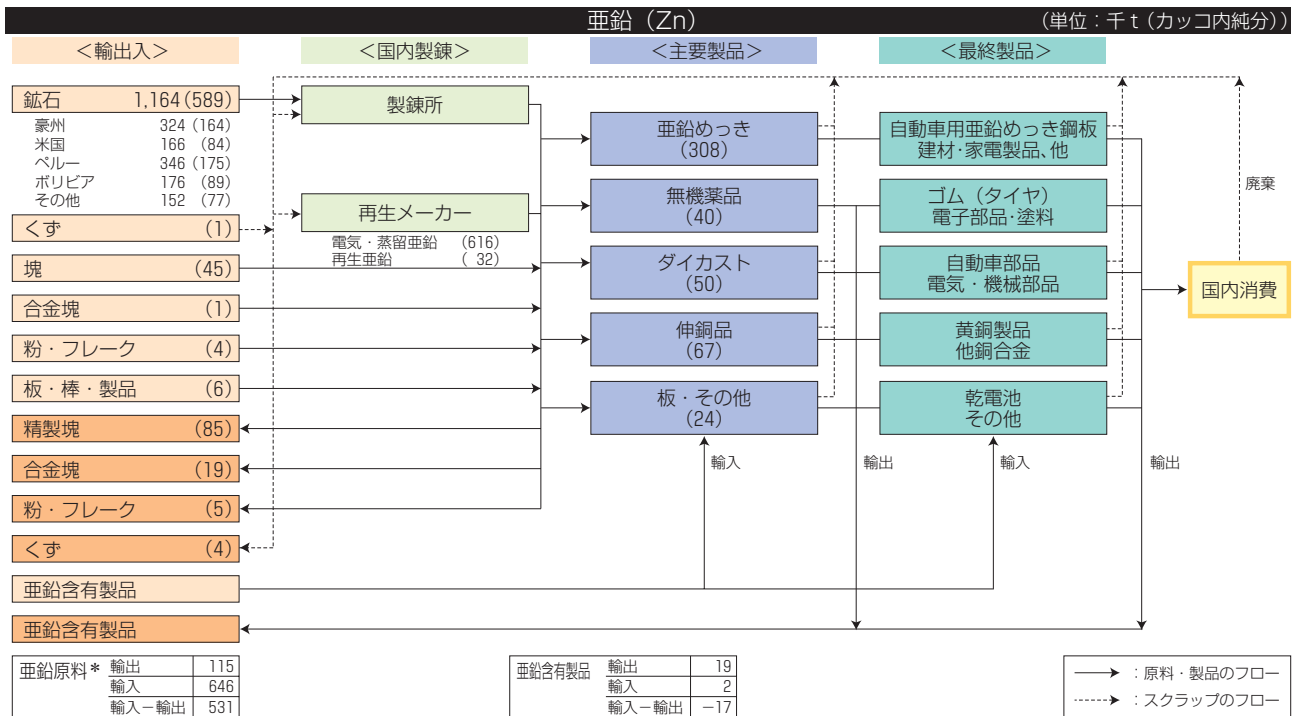 亜鉛（Zn）
（単位：千ｔ（カッコ内純分））
＜輸出入＞
＜国内製錬＞
＜主要製品＞
＜最終製品＞
鉱石 1,164(589)
豪州 324 (164)
米国 166 (84)
ペルー 346 (175)
ボリビア 176 (89)
その他 152 (77)
くず (1)
塊 (45)
合金塊 (1)
粉・フレーク (4)
板・棒・製品 (6)
精製塊 (85)
合金塊 (19)
粉・フレーク (5)
くず (4)
亜鉛含有製品
亜鉛含有製品
製錬所
再生メーカー
電気・蒸留亜鉛 (616)
再生亜鉛 ( 32)
亜鉛めっき
(308)
無機薬品
(40)
ダイカスト
(50)
伸銅品
(67)
板・その他
(24)
輸入
輸出
自動車用亜鉛めっき鋼板
建材・家電製品、他
ゴム（タイヤ）
電子部品・塗料
自動車部品
電気・機械部品
黄銅製品
他銅合金
乾電池
その他
輸入
輸出
廃棄
国内消費
亜鉛原料＊ 輸出 115
輸入 646
輸入－輸出 531
亜鉛含有製品 輸出 19
輸入 2
輸入－輸出 －17
：原料・製品のフロー
：スクラップのフロー